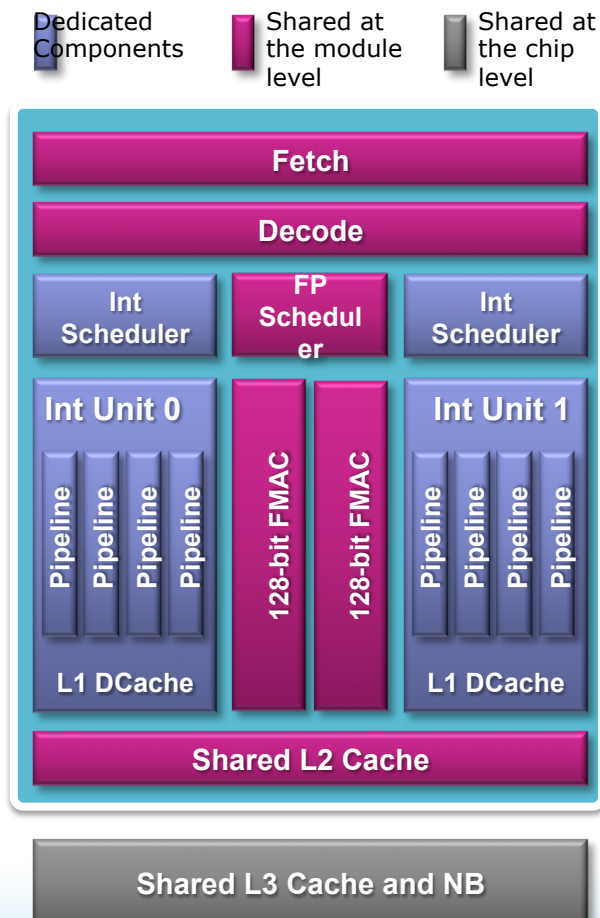 Dedicated
Components
Shared at
the module
level
Shared at
the chip
level
Fetch
Decode
Int
Scheduler
FP
Schedul
er
Int
Scheduler
Int Unit 0
Pipeline
Pipeline
Pipeline
Pipeline
L1 DCache
128-bit FMAC
128-bit FMAC
Int Unit 1
Pipeline
Pipeline
Pipeline
Pipeline
L1 DCache
Shared L2 Cache
Shared L3 Cache and NB